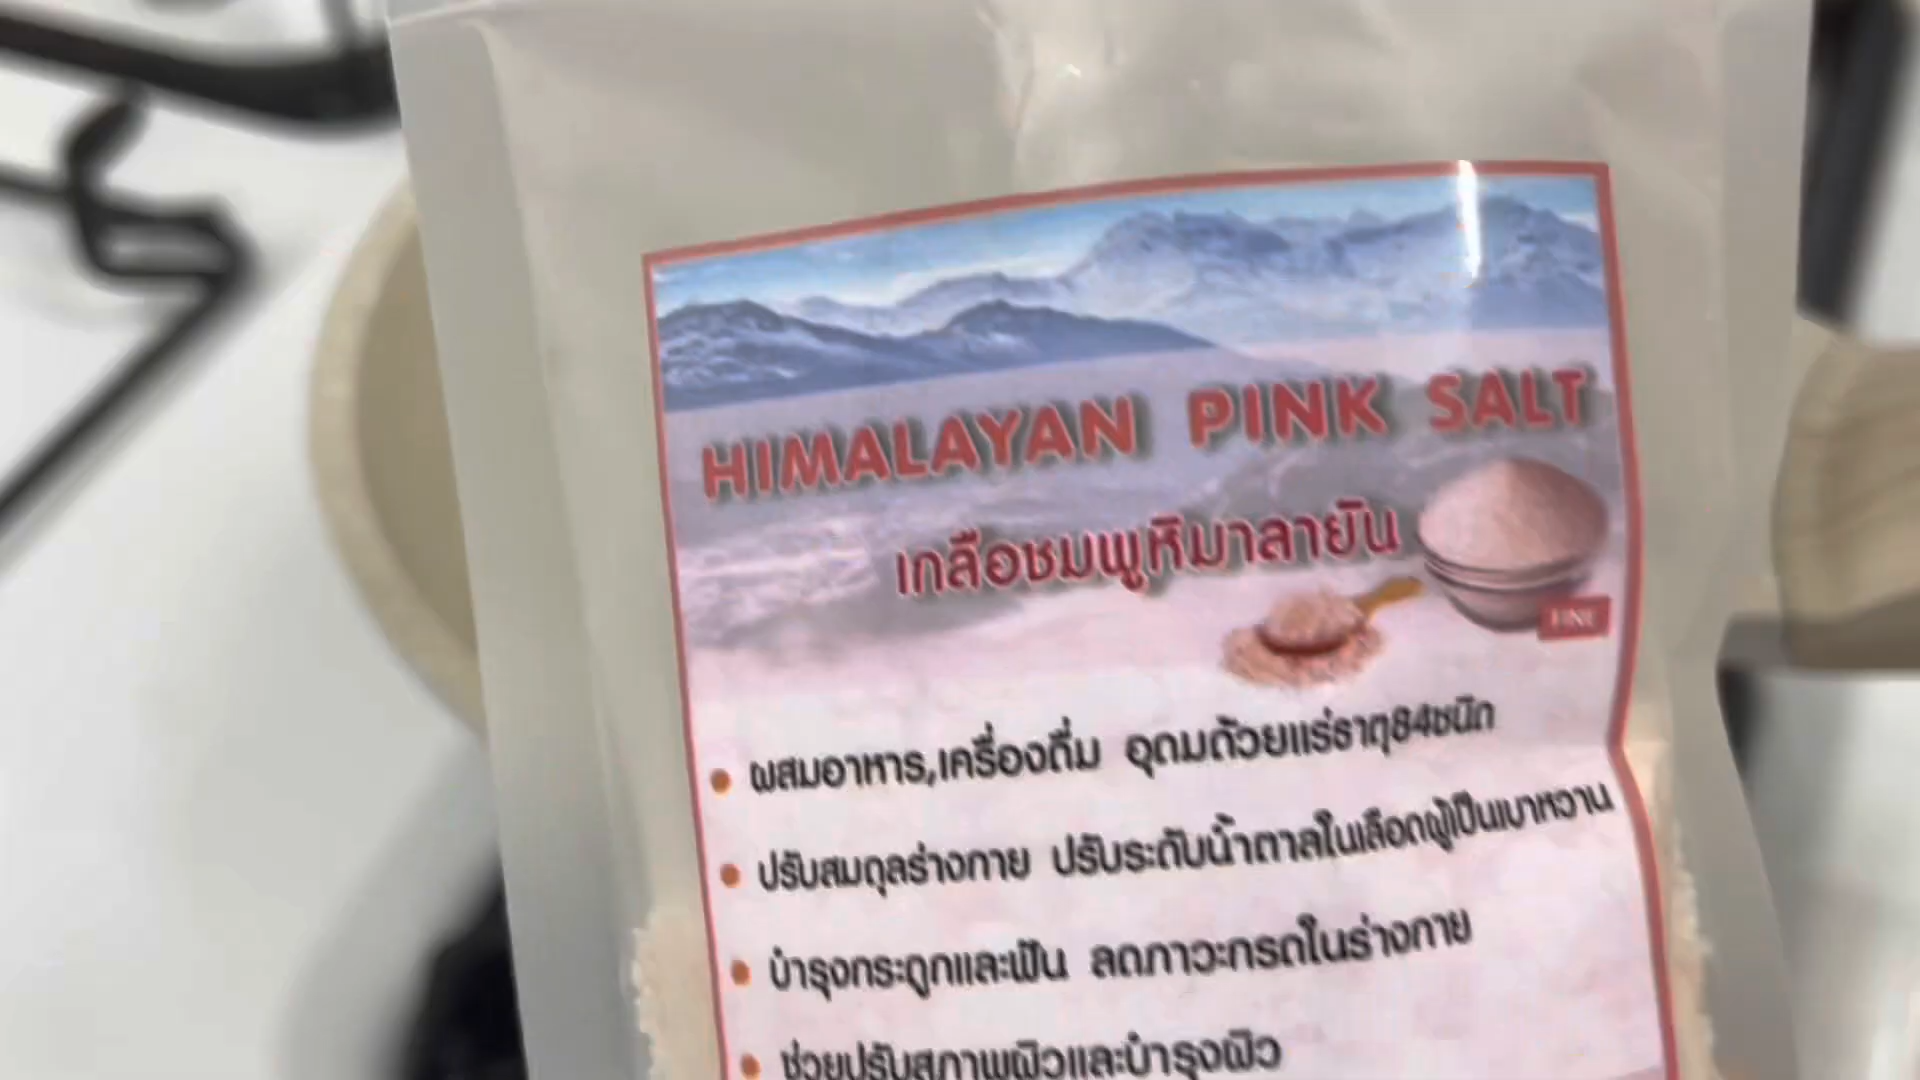 HIMALAYAN PINK SALT
เกลือชมพูหิมาลายัน
FINE
ผสมอาหาร,เครื่องดื่ม อุดมด้วยแร่ธาตุ84ชนิด
ปรับสมดุลร่างกาย ปรับระดับน้ำตาลในเลือดผู้เป็นเบาหวาน
บำรุงกระดูกและฟัน ลดภาวะกรดในร่างกาย
ช่วยปรับสภาพผิวและบำรุงผิว